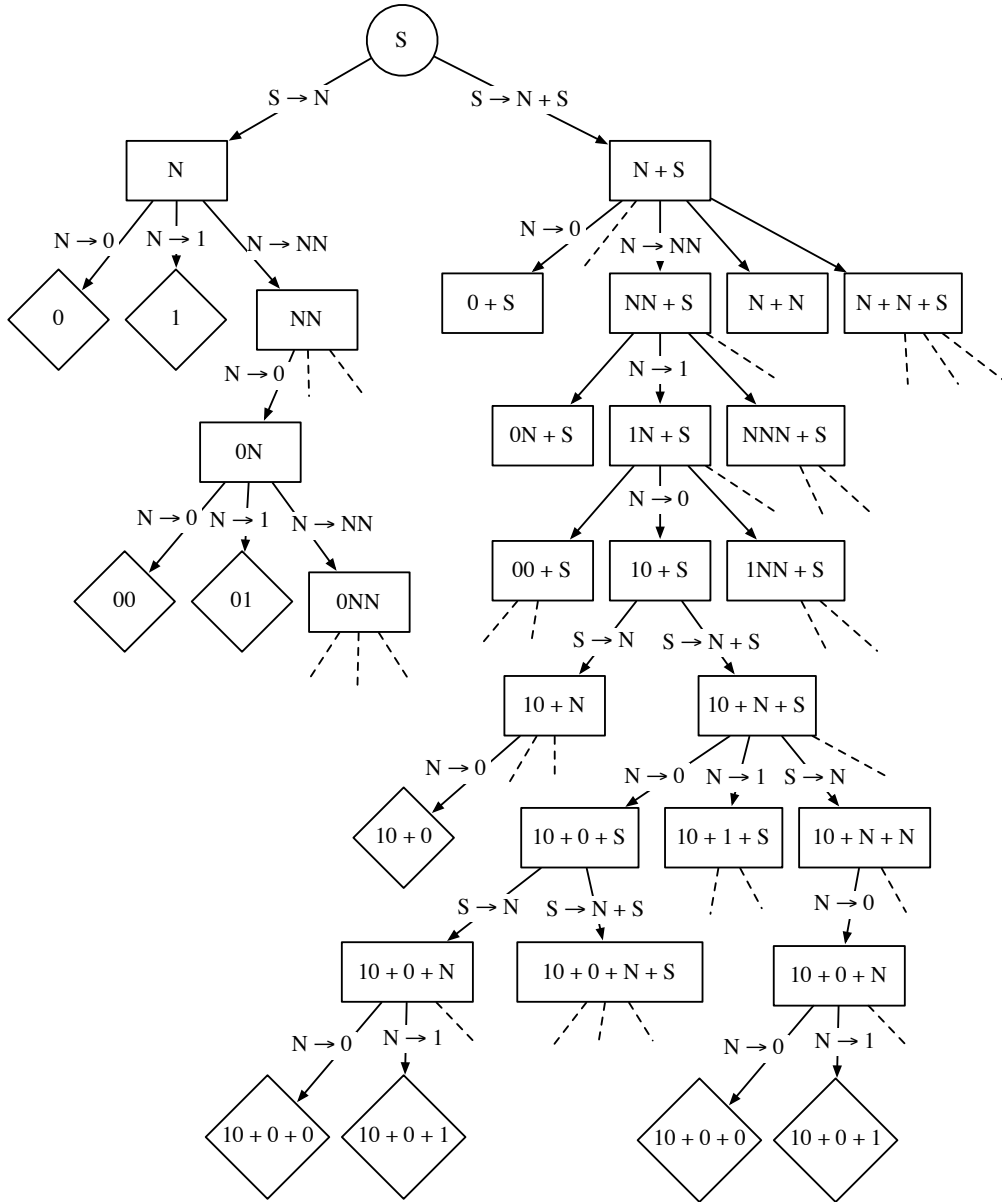 S
S → N
S → N + S
N
N + S
N → 0
N → 1
N → NN
N → 0
N → NN
0
1
NN
0 + S
NN + S
N + N
N + N + S
N → 0
N → 1
0N
0N + S
1N + S
NNN + S
N → 0
N → 1
N → NN
N → 0
00
01
0NN
00 + S
10 + S
1NN + S
S → N
S → N + S
10 + N
10 + N + S
N → 0
N → 0
N → 1
S → N
10 + 0
10 + 0 + S
10 + 1 + S
10 + N + N
S → N
S → N + S
N → 0
10 + 0 + N
10 + 0 + N + S
10 + 0 + N
N → 0
N → 1
N → 0
N → 1
10 + 0 + 0
10 + 0 + 1
10 + 0 + 0
10 + 0 + 1